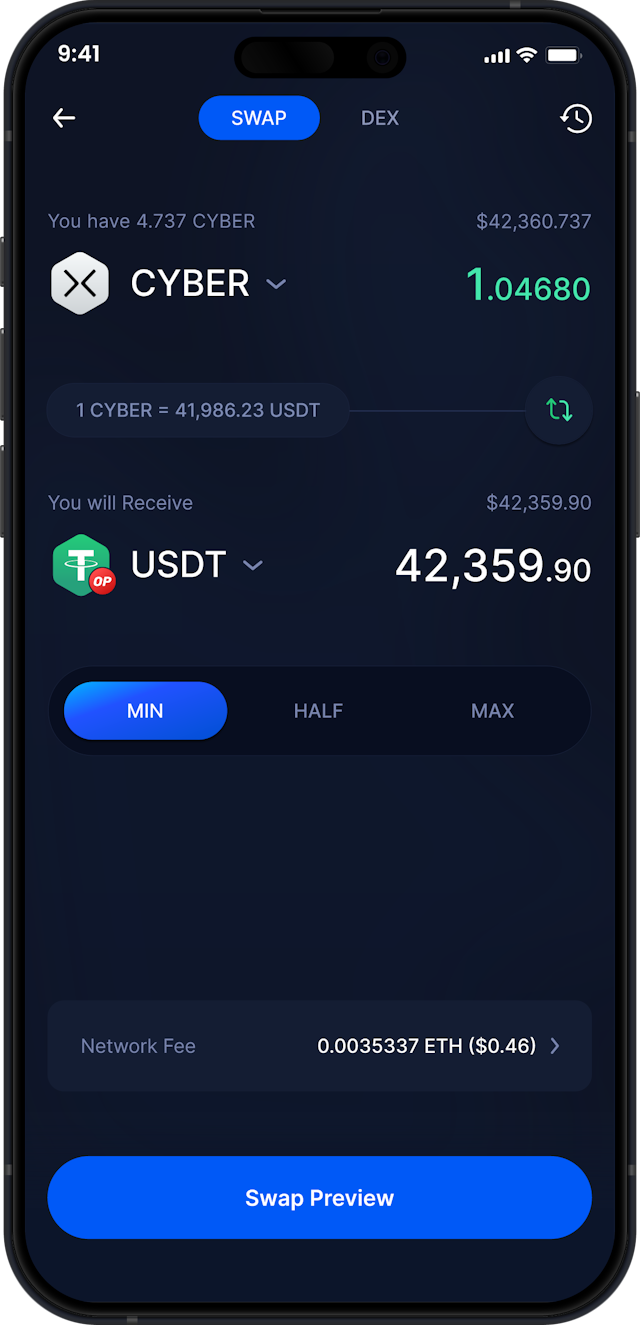 9:41
SWAP DEX
You have 4.737 CYBER $42,360.737
CYBER 1.04680
1 CYBER = 41,986.23 USDT
You will Receive $42,359.90
USDT 42,359.90
OP
MIN HALF MAX
Network Fee 0.0035337 ETH ($0.46)
Swap Preview